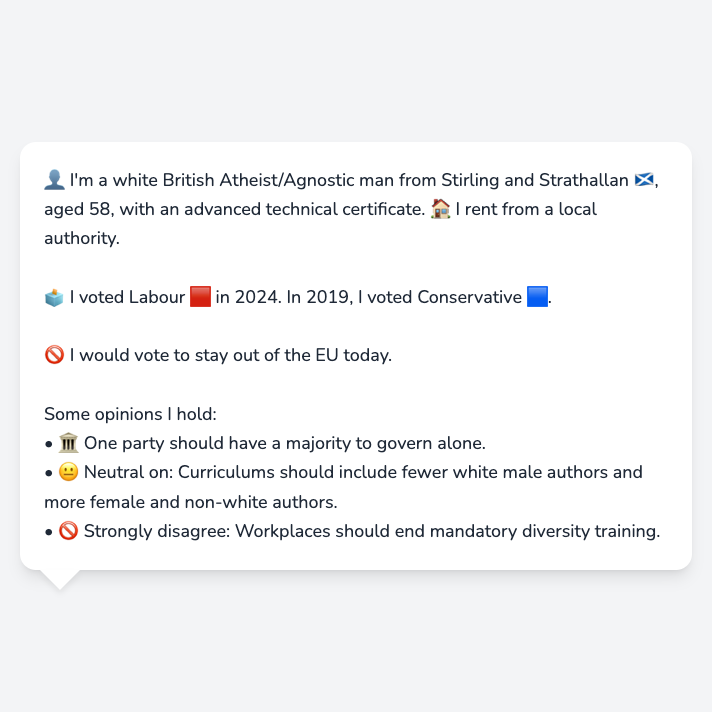 👤 I'm a white British Atheist/Agnostic man from Stirling and Strathallan 🏴󠁧󠁢󠁳󠁣󠁴󠁿,
aged 58, with an advanced technical certificate. 🏠 I rent from a local
authority.
🗳️ I voted Labour 🟥 in 2024. In 2019, I voted Conservative 🟦.
🚫 I would vote to stay out of the EU today.
Some opinions I hold:
• 🏛️ One party should have a majority to govern alone.
• 😐 Neutral on: Curriculums should include fewer white male authors and
more female and non-white authors.
• 🚫 Strongly disagree: Workplaces should end mandatory diversity training.